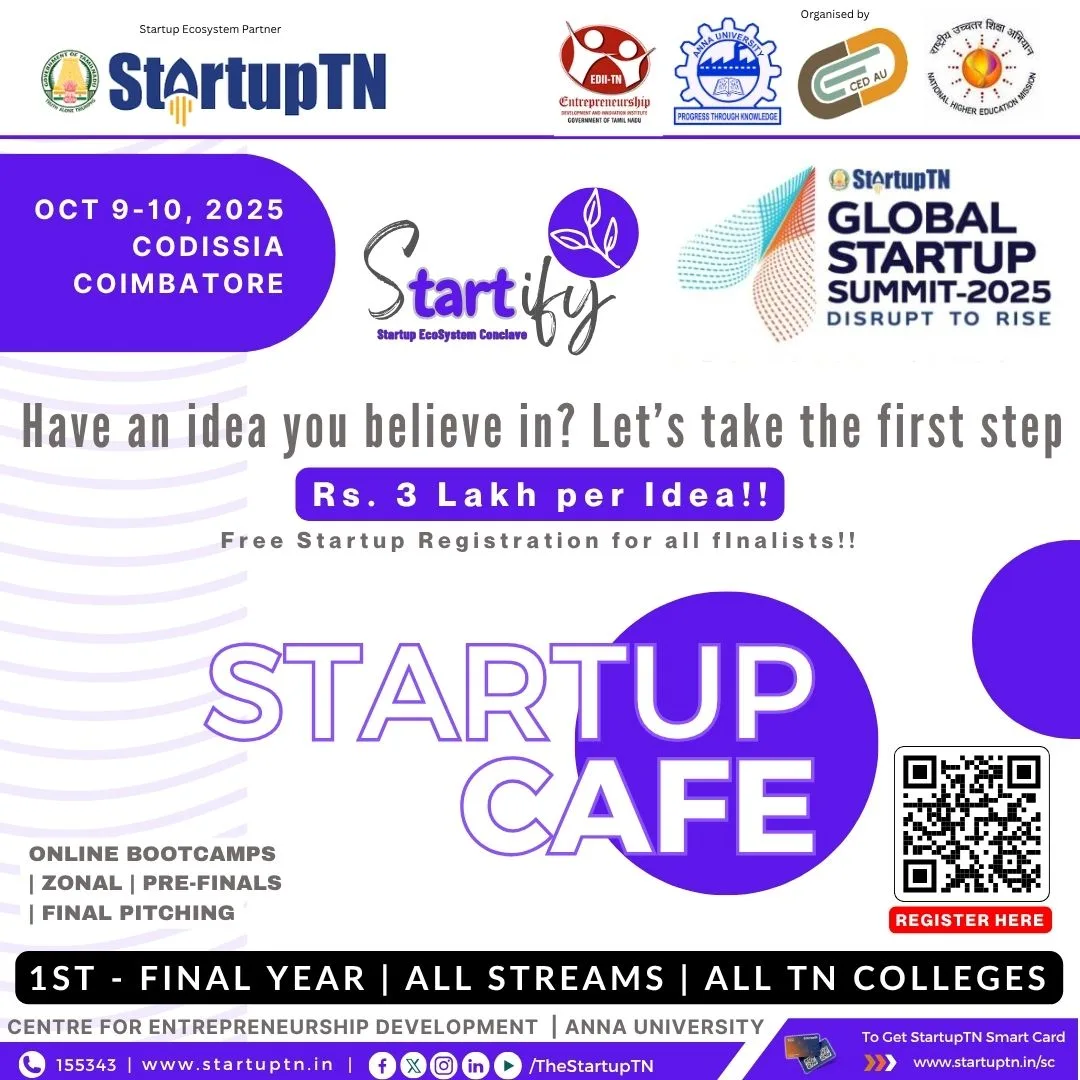 Startup Ecosystem Partner
StartupTN
EDII-TN
Entrepreneurship
DEVELOPMENT AND INNOVATION INSTITUTE
GOVERNMENT OF TAMIL NADU
ANNA UNIVERSITY
PROGRESS THROUGH KNOWLEDGE
Organised by
CED AU
राष्ट्रीय उच्चतर शिक्षा अभियान
NATIONAL HIGHER EDUCATION MISSION
OCT 9-10, 2025
CODISSIA
COIMBATORE
Startify
Startup EcoSystem Conclave
StartupTN
GLOBAL
STARTUP
SUMMIT-2025
DISRUPT TO RISE
Have an idea you believe in? Let's take the first step
Rs. 3 Lakh per Idea!!
Free Startup Registration for all fInalists!!
STARTUP
CAFE
ONLINE BOOTCAMPS
| ZONAL | PRE-FINALS
| FINAL PITCHING
REGISTER HERE
1ST - FINAL YEAR | ALL STREAMS | ALL TN COLLEGES
CENTRE FOR ENTREPRENEURSHIP DEVELOPMENT | ANNA UNIVERSITY
155343 | www.startuptn.in | /TheStartupTN
To Get StartupTN Smart Card
www.startuptn.in/sc